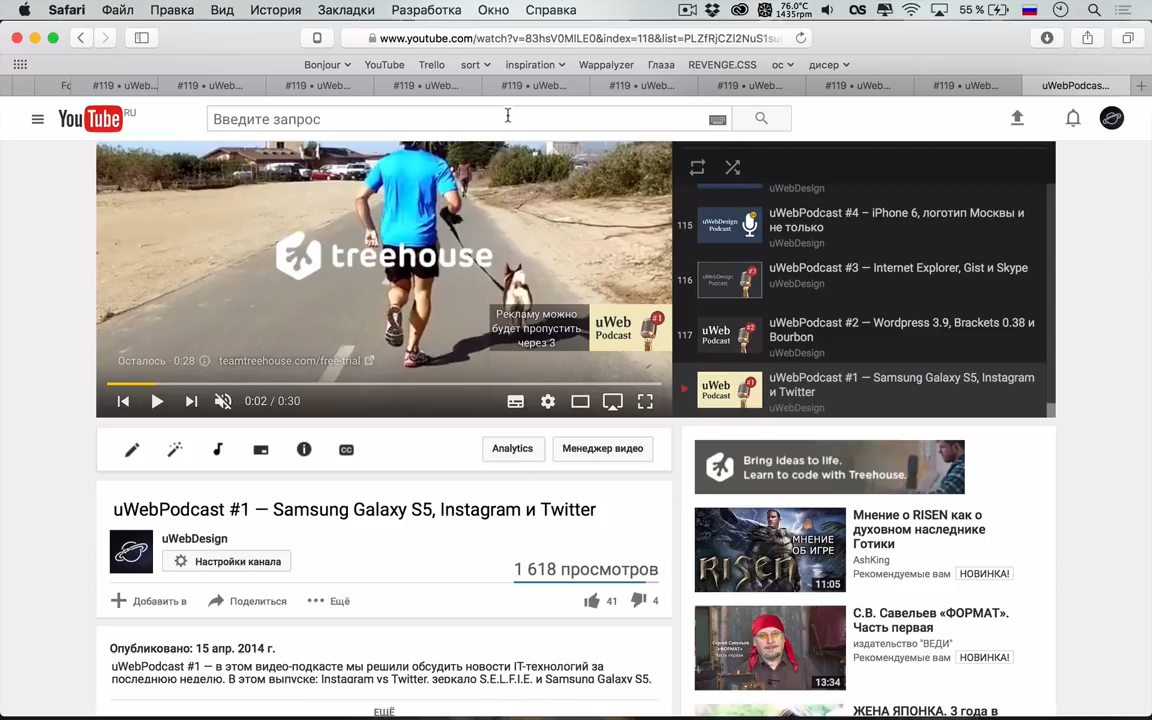 Safari Файл Правка Вид История Закладки Разработка Окно Справка 76.0°C 1435rpm 55 %
www.youtube.com/watch?v=83hsV0MlLE0&index=118&list=PLZfRjCZl2NuS1su
Bonjour YouTube Trello sort inspiration Wappalyzer Глаза REVENGE.CSS ос дисер
#119 • uWeb... #119 • uWeb... #119 • uWeb... #119 • uWeb... #119 • uWeb... #119 • uWeb... #119 • uWeb... #119 • uWeb... #119 • uWeb... uWebPodcas...
YouTube RU
Введите запрос
treehouse
Рекламу можно
будет пропустить
через 3
uWeb Podcast #1
Осталось · 0:28 teamtreehouse.com/free-trial
0:02 / 0:30
uWebDesign
115 uWebPodcast #4 – iPhone 6, логотип Москвы и
не только
uWebDesign
116 uWebPodcast #3 — Internet Explorer, Gist и Skype
uWebDesign
117 uWebPodcast #2 — Wordpress 3.9, Brackets 0.38 и
Bourbon
uWebDesign
uWebPodcast #1 — Samsung Galaxy S5, Instagram
и Twitter
uWebDesign
Analytics Менеджер видео
uWebPodcast #1 — Samsung Galaxy S5, Instagram и Twitter
uWebDesign
Настройки канала
1 618 просмотров
Добавить в Поделиться Ещё 41 4
Опубликовано: 15 апр. 2014 г.
uWebPodcast #1 — в этом видео-подкасте мы решили обсудить новости IT-технологий за
последнюю неделю. В этом выпуске: Instagram vs Twitter, зеркало S.E.L.F.I.E. и Samsung Galaxy S5.
ЕЩЁ
Bring ideas to life.
Learn to code with Treehouse.
RISEN
МНЕНИЕ
ОБ ИГРЕ
11:05
Мнение о RISEN как о
духовном наследнике
Готики
AshKing
Рекомендуемые вам НОВИНКА!
13:34
С.В. Савельев «ФОРМАТ».
Часть первая
издательство "ВЕДИ"
Рекомендуемые вам НОВИНКА!
ЖЕНА ЯПОНКА. 3 года в